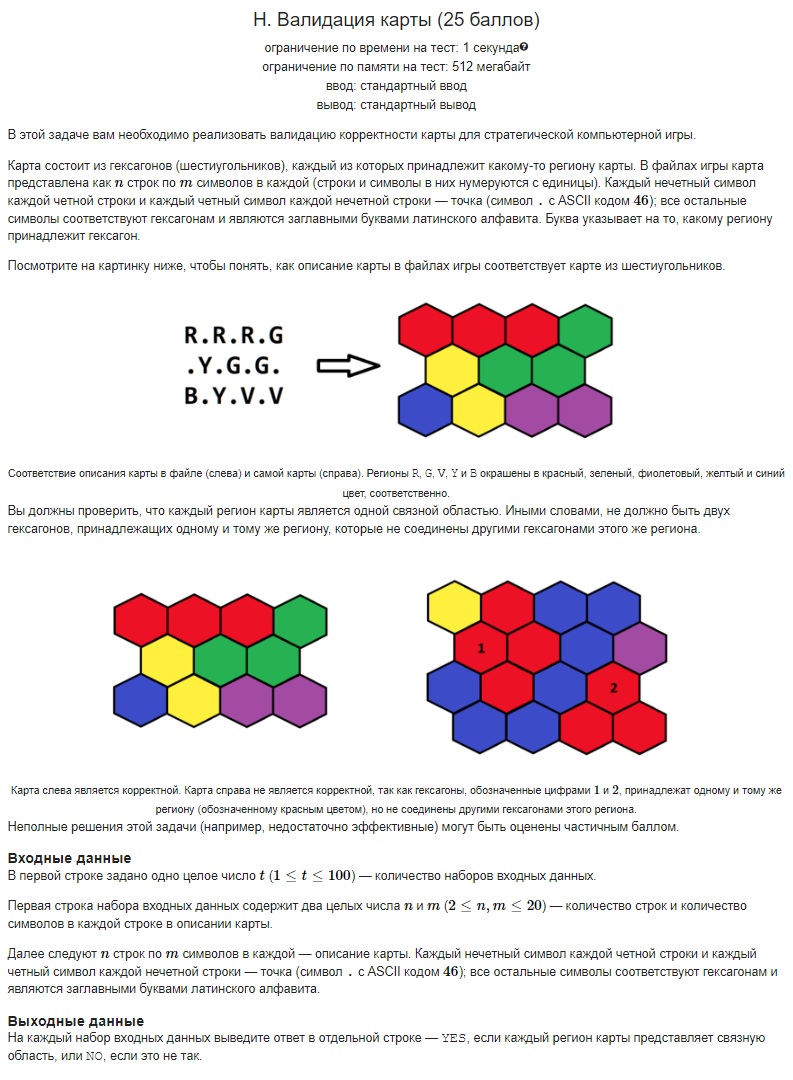 Н. Валидация карты (25 баллов)
ограничение по времени на тест: 1 секунда?
ограничение по памяти на тест: 512 мегабайт
ввод: стандартный ввод
вывод: стандартный вывод
В этой задаче вам необходимо реализовать валидацию корректности карты для стратегической компьютерной игры.
Карта состоит из гексагонов (шестиугольников), каждый из которых принадлежит какому-то региону карты. В файлах игры карта
представлена как n строк по m символов в каждой (строки и символы в них нумеруются с единицы). Каждый нечетный символ
каждой четной строки и каждый четный символ каждой нечетной строки — точка (символ . с ASCII кодом 46); все остальные
символы соответствуют гексагонам и являются заглавными буквами латинского алфавита. Буква указывает на то, какому региону
принадлежит гексагон.
Посмотрите на картинку ниже, чтобы понять, как описание карты в файлах игры соответствует карте из шестиугольников.
R.R.R.G
.Y.G.G.
B.Y.V.V
Соответствие описания карты в файле (слева) и самой карты (справа). Регионы R, G, V, Y и B окрашены в красный, зеленый, фиолетовый, желтый и синий
цвет, соответственно.
Вы должны проверить, что каждый регион карты является одной связной областью. Иными словами, не должно быть двух
гексагонов, принадлежащих одному и тому же региону, которые не соединены другими гексагонами этого же региона.
1
2
Карта слева является корректной. Карта справа не является корректной, так как гексагоны, обозначенные цифрами 1 и 2, принадлежат одному и тому же
региону (обозначенному красным цветом), но не соединены другими гексагонами этого региона.
Неполные решения этой задачи (например, недостаточно эффективные) могут быть оценены частичным баллом.
Входные данные
В первой строке задано одно целое число t (1 ≤ t ≤ 100) — количество наборов входных данных.
Первая строка набора входных данных содержит два целых числа n и m (2 ≤ n, m ≤ 20) — количество строк и количество
символов в каждой строке в описании карты.
Далее следуют n строк по m символов в каждой — описание карты. Каждый нечетный символ каждой четной строки и каждый
четный символ каждой нечетной строки — точка (символ . с ASCII кодом 46); все остальные символы соответствуют гексагонам и
являются заглавными буквами латинского алфавита.
Выходные данные
На каждый набор входных данных выведите ответ в отдельной строке — YES, если каждый регион карты представляет связную
область, или NO, если это не так.